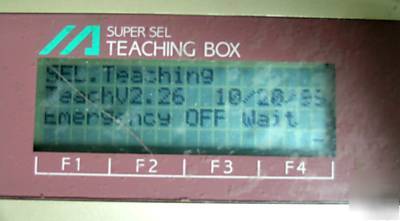 SUPER SEL
TEACHING BOX
SEL.Teaching
TeachV2.26 10/20/95
Emergency OFF Wait
F1 F2 F3 F4